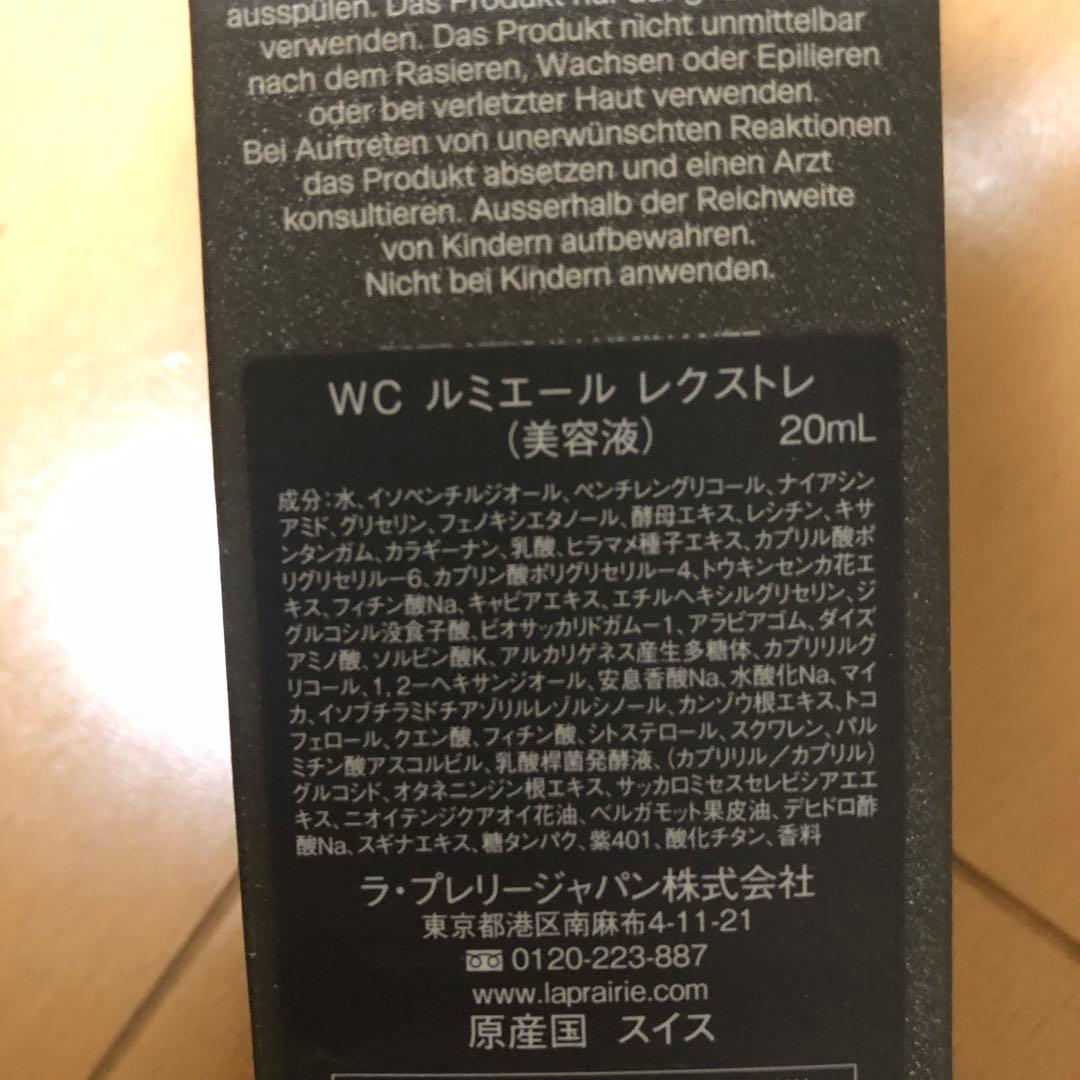 ausspülen. Das Produkt nur
verwenden. Das Produkt nicht unmittelbar
nach dem Rasieren, Wachsen oder Epilieren
oder bei verletzter Haut verwenden.
Bei Auftreten von unerwünschten Reaktionen
das Produkt absetzen und einen Arzt
konsultieren. Ausserhalb der Reichweite
von Kindern aufbewahren.
Nicht bei Kindern anwenden.
WC ルミエール レクストレ
(美容液) 20mL
成分:水、イソペンチルジオール、ペンチレングリコール、ナイアシン
アミド、グリセリン、フェノキシエタノール、酵母エキス、レシチン、キサ
ンタンガム、カラギーナン、乳酸、ヒラマメ種子エキス、カプリル酸ポ
リグリセリルー6、カプリン酸ポリグリセリルー4、トウキンセンカ花エ
キス、フィチン酸Na、キャビアエキス、エチルヘキシルグリセリン、ジ
グルコシル没食子酸、ビオサッカリドガムー1、アラビアゴム、ダイズ
アミノ酸、ソルビン酸K、アルカリゲネス産生多糖体、カプリリルグ
リコール、1,2ーヘキサンジオール、安息香酸Na、水酸化Na、マイ
カ、イソブチラミドチアゾリルレゾルシノール、カンゾウ根エキス、トコ
フェロール、クエン酸、フィチン酸、シトステロール、スクワレン、パル
ミチン酸アスコルビル、乳酸桿菌発酵液、(カプリリル/カプリル)
グルコシド、オタネニンジン根エキス、サッカロミセスセレビシアエエ
キス、ニオイテンジクアオイ花油、ベルガモット果皮油、デヒドロ酢
酸Na、スギナエキス、糖タンパク、紫401、酸化チタン、香料
ラ・プレリージャパン株式会社
東京都港区南麻布4-11-21
0120-223-887
www.laprairie.com
原産国 スイス